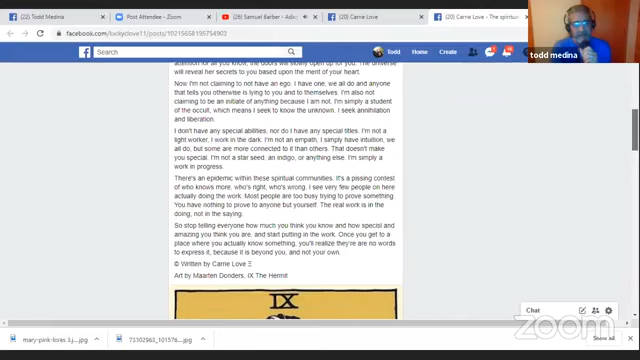 (22) Todd Medina
Post Attendee - Zoom
(26) Samuel Barber - Ada
(20) Carrie Love
(20) Carrie Love - The spiritua
facebook.com/luckyclove11/posts/10215658195754903
Search
Todd
Home
Create
todd medina
attention for all you know, the doors will slowly open up for you. The universe
will reveal her secrets to you based upon the merit of your heart.
Now I'm not claiming to not have an ego. I have one, we all do and anyone
that tells you otherwise is lying to you and to themselves. I'm also not
claiming to be an initiate of anything because I am not. I'm simply a student
of the occult, which means I seek to know the unknown. I seek annihilation
and liberation.
I don't have any special abilities, nor do I have any special titles. I'm not a
light worker, I work in the dark. I'm not an empath, I simply have intuition, we
all do, but some are more connected to it than others. That doesn't make
you special. I'm not a star seed, an indigo, or anything else. I'm simply a
work in progress.
There's an epidemic within these spiritual communities. It's a pissing contest
of who knows more, who's right, who's wrong. I see very few people on here
actually doing the work. Most people are too busy trying to prove something.
You have nothing to prove to anyone but yourself. The real work is in the
doing, not in the saying.
So stop telling everyone how much you think you know and how special and
amazing you think you are, and start putting in the work. Once you get to a
place where you actually know something, you'll realize they're are no words
to express it, because it is beyond you, and not your own.
© Written by Carrie Love Ξ
Art by Maarten Donders, IX The Hermit
IX
Chat
zoom
mary-pink-lores 3.j....jpg
73302963_101576....jpg
Show all